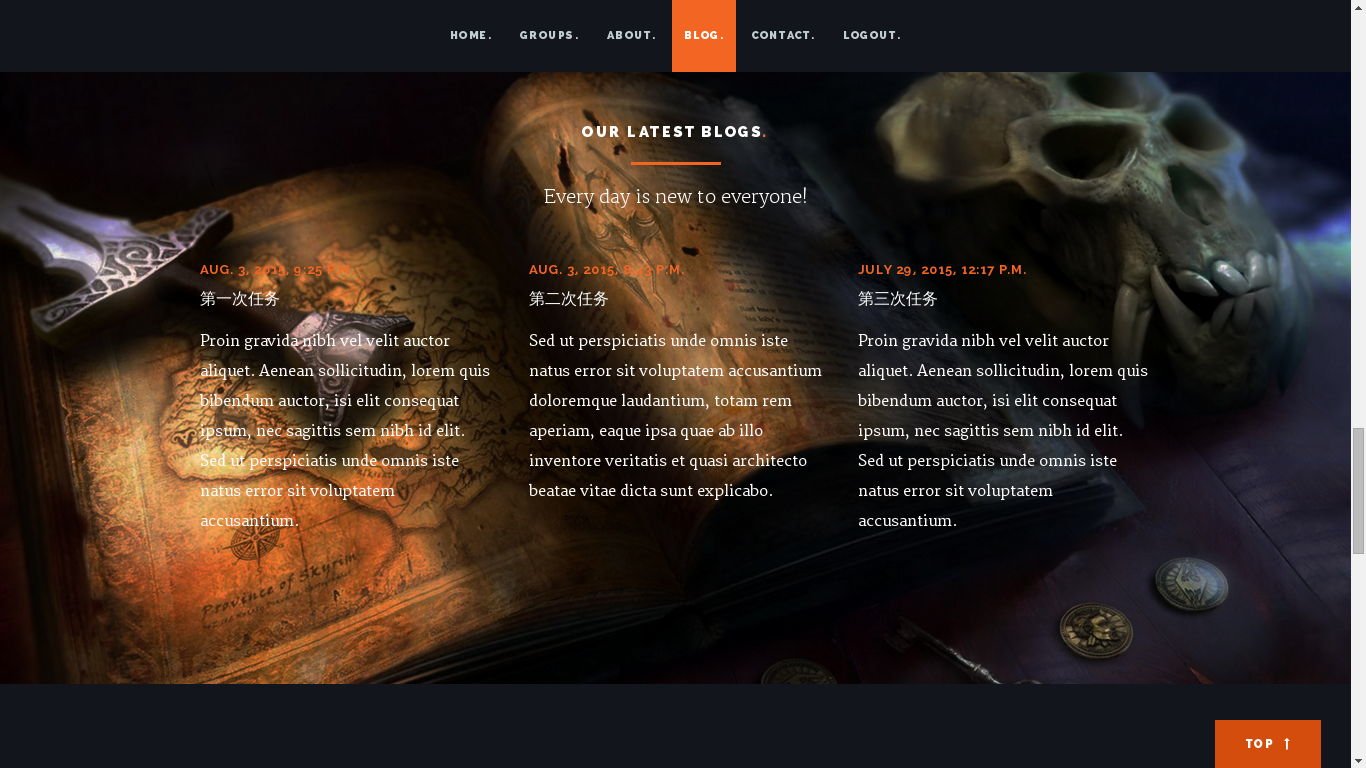 HOME. GROUPS. ABOUT. BLOG. CONTACT. LOGOUT.
OUR LATEST BLOGS.
Every day is new to everyone!
AUG. 3, 2015, 9:25 P.M.
第一次任务
Proin gravida nibh vel velit auctor
aliquet. Aenean sollicitudin, lorem quis
bibendum auctor, isi elit consequat
ipsum, nec sagittis sem nibh id elit.
Sed ut perspiciatis unde omnis iste
natus error sit voluptatem
accusantium.
AUG. 3, 2015, P.M.
第二次任务
Sed ut perspiciatis unde omnis iste
natus error sit voluptatem accusantium
doloremque laudantium, totam rem
aperiam, eaque ipsa quae ab illo
inventore veritatis et quasi architecto
beatae vitae dicta sunt explicabo.
JULY 29, 2015, 12:17 P.M.
第三次任务
Proin gravida nibh vel velit auctor
aliquet. Aenean sollicitudin, lorem quis
bibendum auctor, isi elit consequat
ipsum, nec sagittis sem nibh id elit.
Sed ut perspiciatis unde omnis iste
natus error sit voluptatem
accusantium.
Province of Skyrim
TOP ↑